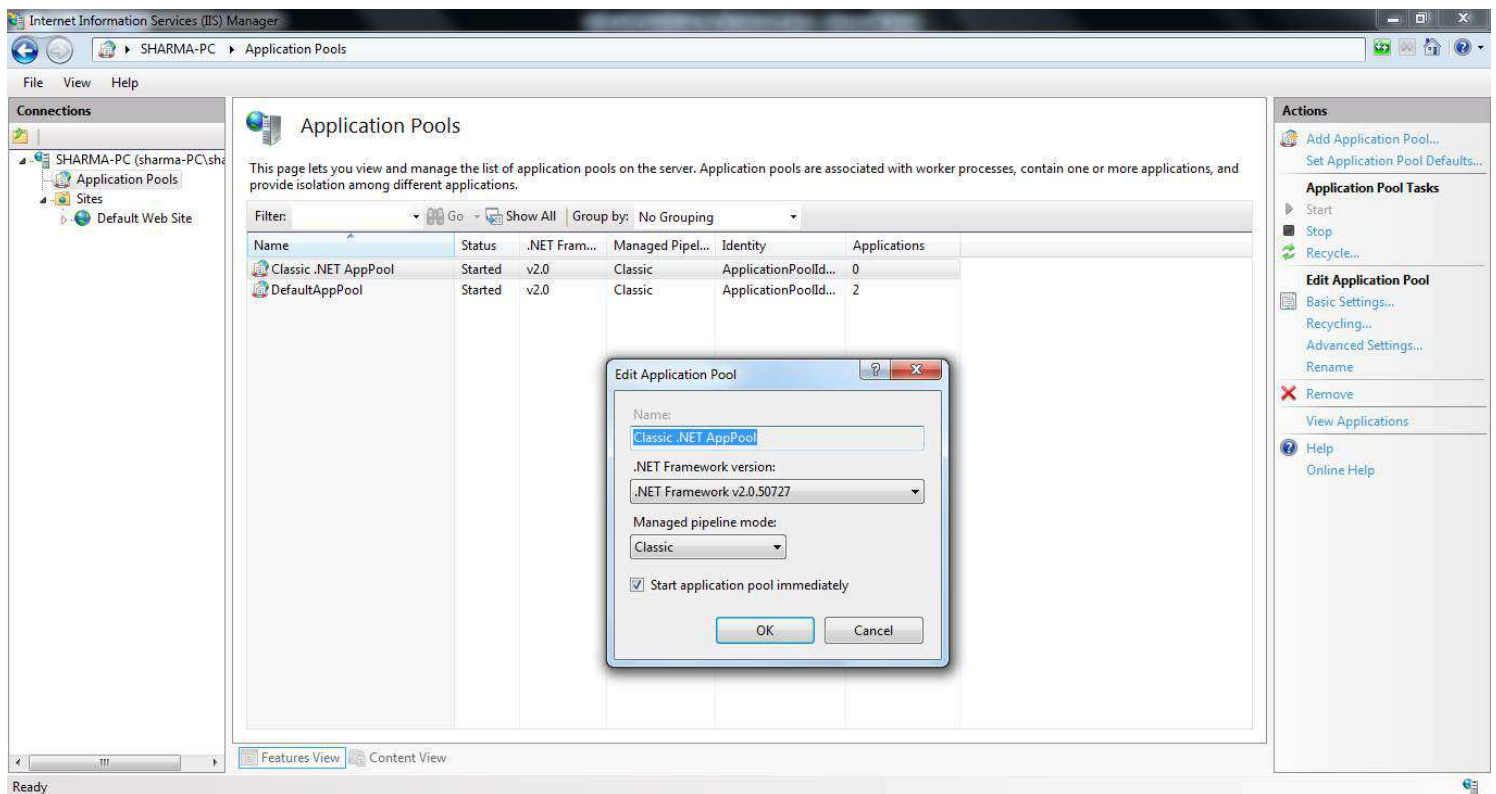 Internet Information Services (IIS) Manager
SHARMA-PC Application Pools
File View Help
Connections
SHARMA-PC (sharma-PC\sha
Application Pools
Sites
Default Web Site
Application Pools
This page lets you view and manage the list of application pools on the server. Application pools are associated with worker processes, contain one or more applications, and
provide isolation among different applications.
Filter: Go Show All Group by: No Grouping
Name Status .NET Fram... Managed Pipel... Identity Applications
Classic .NET AppPool Started v2.0 Classic ApplicationPoolId... 0
DefaultAppPool Started v2.0 Classic ApplicationPoolId... 2
Edit Application Pool
Name:
Classic .NET AppPool
.NET Framework version:
.NET Framework v2.0.50727
Managed pipeline mode:
Classic
Start application pool immediately
OK Cancel
Features View Content View
Actions
Add Application Pool...
Set Application Pool Defaults...
Application Pool Tasks
Start
Stop
Recycle...
Edit Application Pool
Basic Settings...
Recycling...
Advanced Settings...
Rename
Remove
View Applications
Help
Online Help
Ready